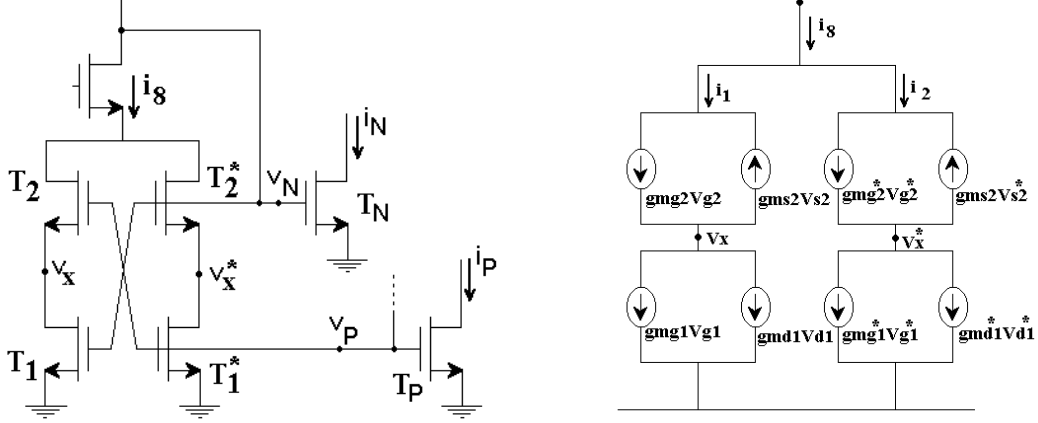 i8
T2
T2*
vN
iN
TN
vx
vx*
iP
vP
T1
T1*
TP
i8
i1
i2
gmg2Vg2
gms2Vs2
gmg2*Vg2*
gms2Vs2*
Vx
Vx*
gmg1Vg1
gmd1Vd1
gmg1*Vg1*
gmd1*Vd1*